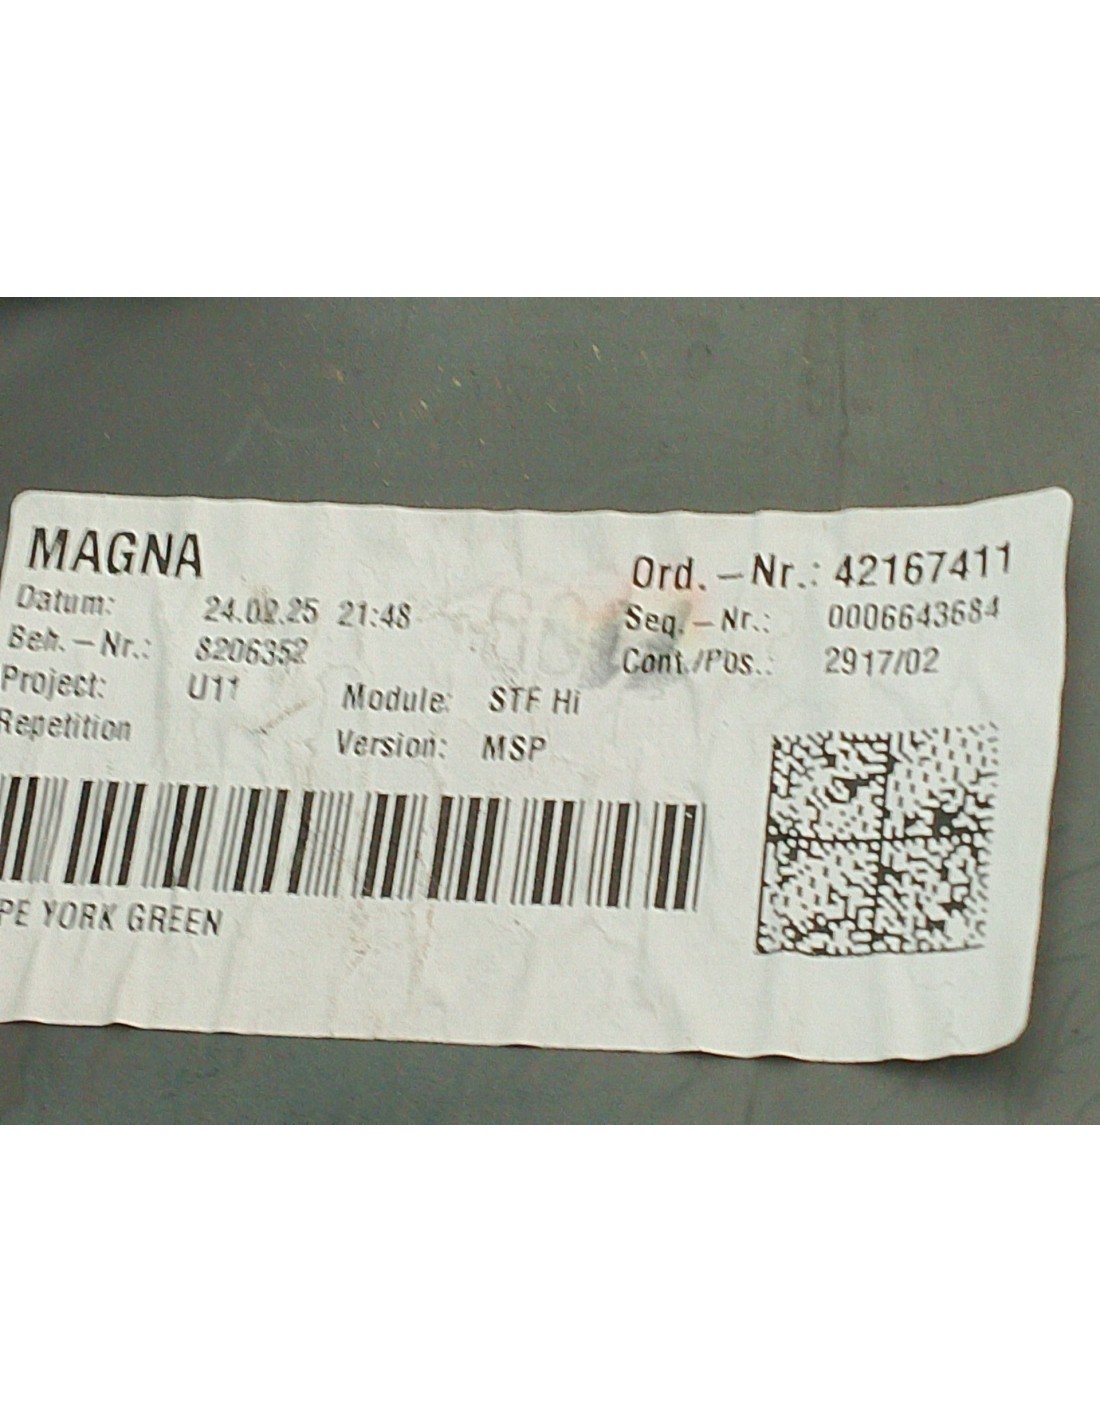 MAGNA
Ord.-Nr.: 42167411
Datum: 24.02.25 21:48
Seq.-Nr.: 0006643684
Beh.-Nr.: 8206352
Cont./Pos.: 2917/02
Project: U11
Module: STF Hi
Repetition
Version: MSP
PE YORK GREEN